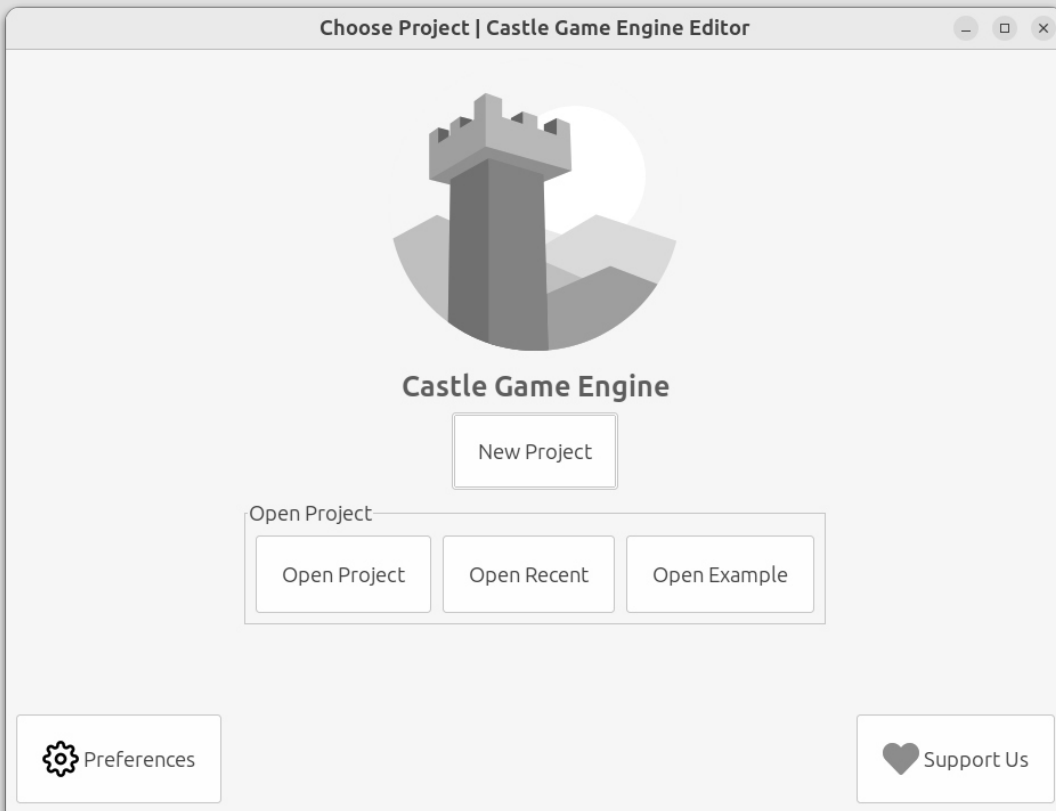 Choose Project | Castle Game Engine Editor
Castle Game Engine
New Project
Open Project
Open Project
Open Recent
Open Example
Preferences
Support Us